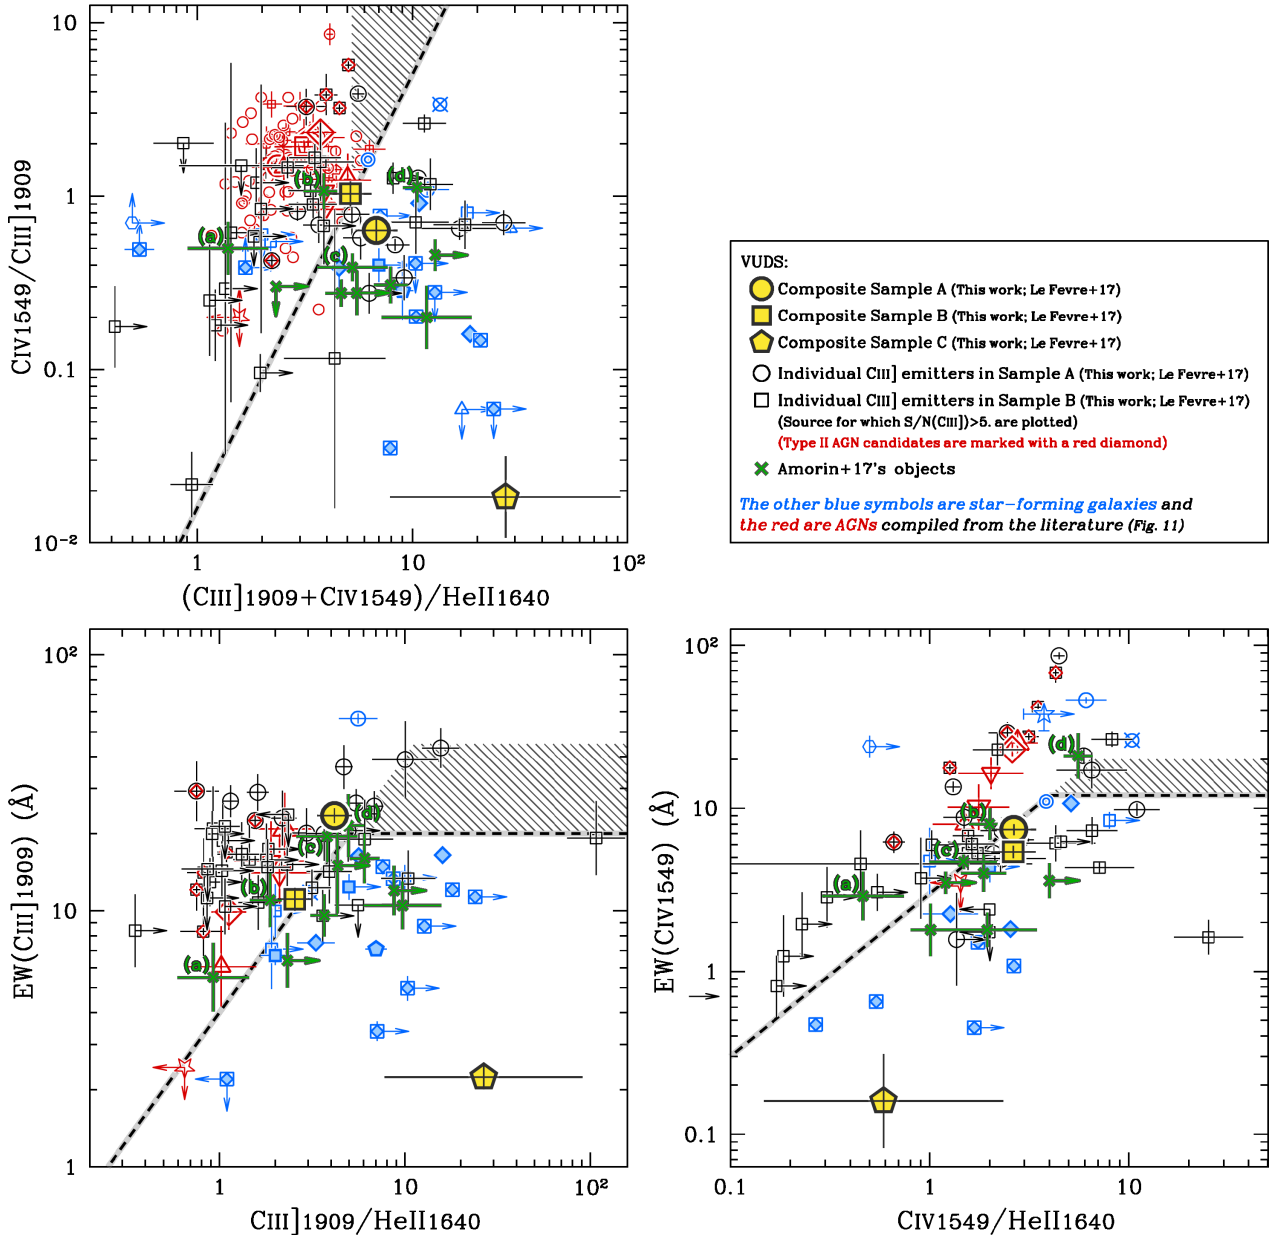 10
1
0.1
10⁻²
CIV1549/CIII]1909
(a)
(b)
(c)
(d)
1
10
10²
(CIII]1909+CIV1549)/HeII1640
VUDS:
Composite Sample A (This work; Le Fevre+17)
Composite Sample B (This work; Le Fevre+17)
Composite Sample C (This work; Le Fevre+17)
Individual CIII] emitters in Sample A (This work; Le Fevre+17)
Individual CIII] emitters in Sample B (This work; Le Fevre+17)
(Source for which S/N(CIII])>5. are plotted)
(Type II AGN candidates are marked with a red diamond)
Amorin+17's objects
The other blue symbols are star-forming galaxies and
the red are AGNs compiled from the literature (Fig. 11)
10²
10
1
EW(CIII]1909) (Å)
(a)
(b)
(c)
(d)
1
10
10²
CIII]1909/HeII1640
10²
10
1
0.1
EW(CIV1549) (Å)
(a)
(b)
(c)
(d)
0.1
1
10
CIV1549/HeII1640